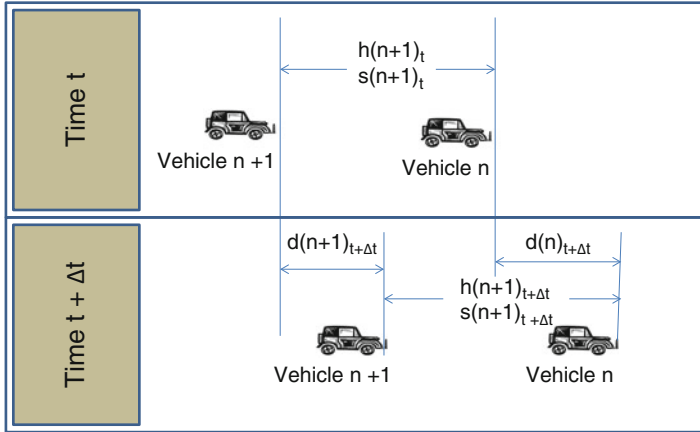 Time t
h(n+1)t
s(n+1)t
Vehicle n +1
Vehicle n
Time t + Δt
d(n+1)t+Δt
d(n)t+Δt
h(n+1)t+Δt
s(n+1)t +Δt
Vehicle n +1
Vehicle n